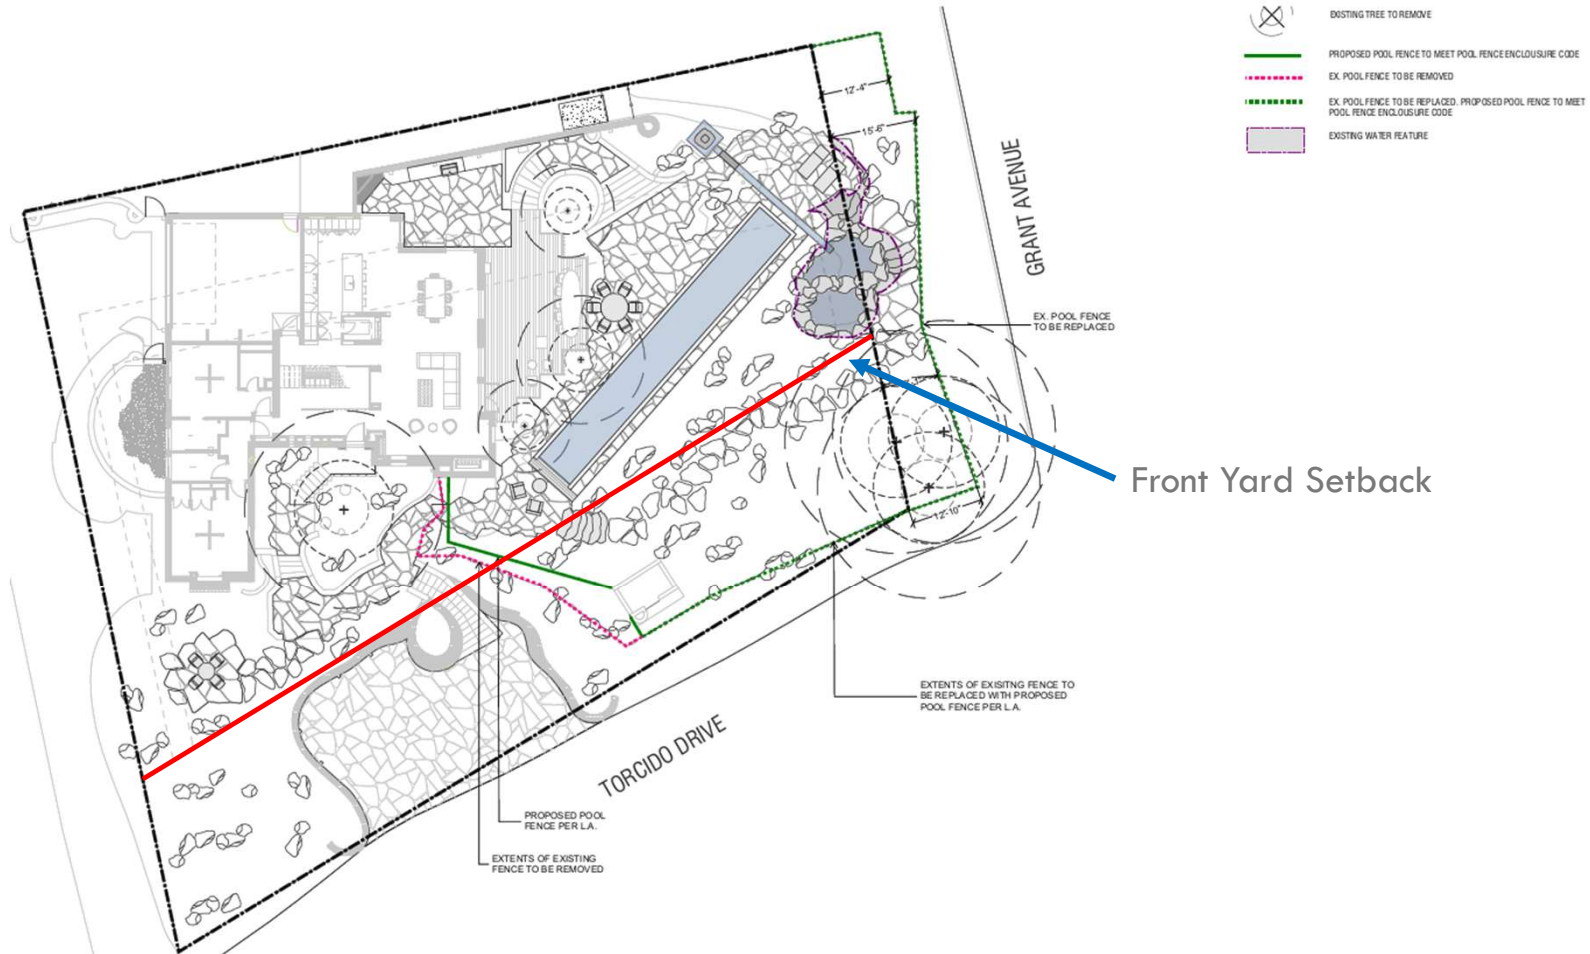 EXISTING TREE TO REMOVE
PROPOSED POOL FENCE TO MEET POOL FENCE ENCLOUSURE CODE
EX. POOL FENCE TO BE REMOVED
EX. POOL FENCE TO BE REPLACED. PROPOSED POOL FENCE TO MEET
POOL FENCE ENCLOUSURE CODE
EXISTING WATER FEATURE
12'-4"
15'-6"
GRANT AVENUE
EX. POOL FENCE
TO BE REPLACED
Front Yard Setback
12'-10"
EXTENTS OF EXISITNG FENCE TO
BE REPLACED WITH PROPOSED
POOL FENCE PER L.A.
TORCIDO DRIVE
PROPOSED POOL
FENCE PER L.A.
EXTENTS OF EXISTING
FENCE TO BE REMOVED